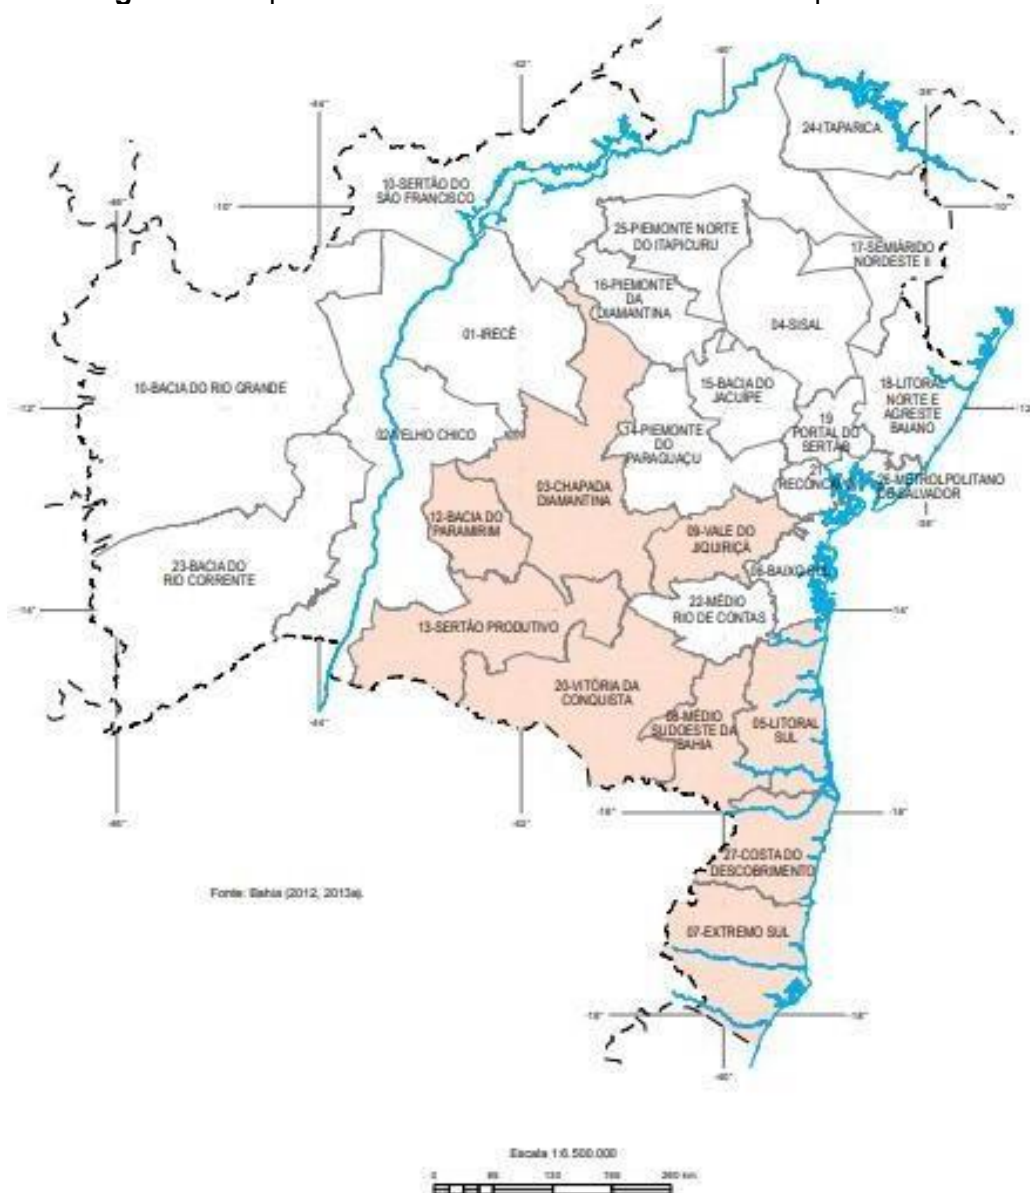 24-ITAPARICA
10-SERTÃO DO
SÃO FRANCISCO
25-PIEMONTE NORTE
DO ITAPICURU
17-SEMIÁRIDO
NORDESTE II
16-PIEMONTE
DA
DIAMANTINA
01-IRECÊ
04-SISAL
10-BACIA DO RIO GRANDE
15-BACIA DO
JACUÍPE
18-LITORAL
NORTE E
AGRESTE
BAIANO
02-VELHO CHICO
14-PIEMONTE
DO
PARAGUAÇU
19
PORTAL DO
SERTÃO
21
26-METROLPOLITANO
DE SALVADOR
03-CHAPADA
DIAMANTINA
12-BACIA DO
PARAMIRIM
09-VALE DO
JIQUIRIÇÁ
23-BACIA DO
RIO CORRENTE
22-MÉDIO
RIO DE CONTAS
13-SERTÃO PRODUTIVO
20-VITÓRIA DA
CONQUISTA
08-MÉDIO
SUDOESTE DA
BAHIA
05-LITORAL
SUL
27-COSTA DO
DESCOBRIMENTO
07-EXTREMO SUL
Fonte: Bahia (2012, 2013a).
Escala 1:6.500.000
0